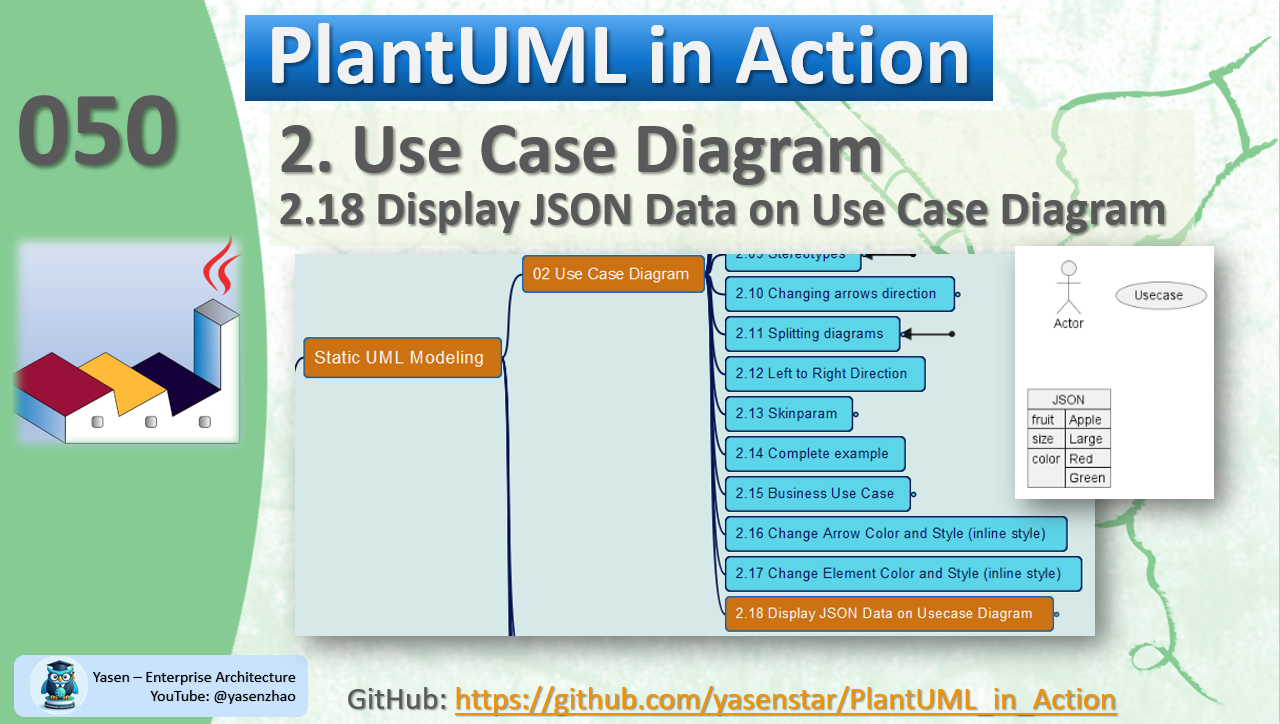 PlantUML in Action
050
2. Use Case Diagram
2.18 Display JSON Data on Use Case Diagram
Static UML Modeling
02 Use Case Diagram
2.09 Stereotypes
2.10 Changing arrows direction
2.11 Splitting diagrams
2.12 Left to Right Direction
2.13 Skinparam
2.14 Complete example
2.15 Business Use Case
2.16 Change Arrow Color and Style (inline style)
2.17 Change Element Color and Style (inline style)
2.18 Display JSON Data on Usecase Diagram
Actor
Usecase
JSON
fruit Apple
size Large
color Red
Green
Yasen – Enterprise Architecture
YouTube: @yasenzhao
GitHub: https://github.com/yasenstar/PlantUML_in_Action